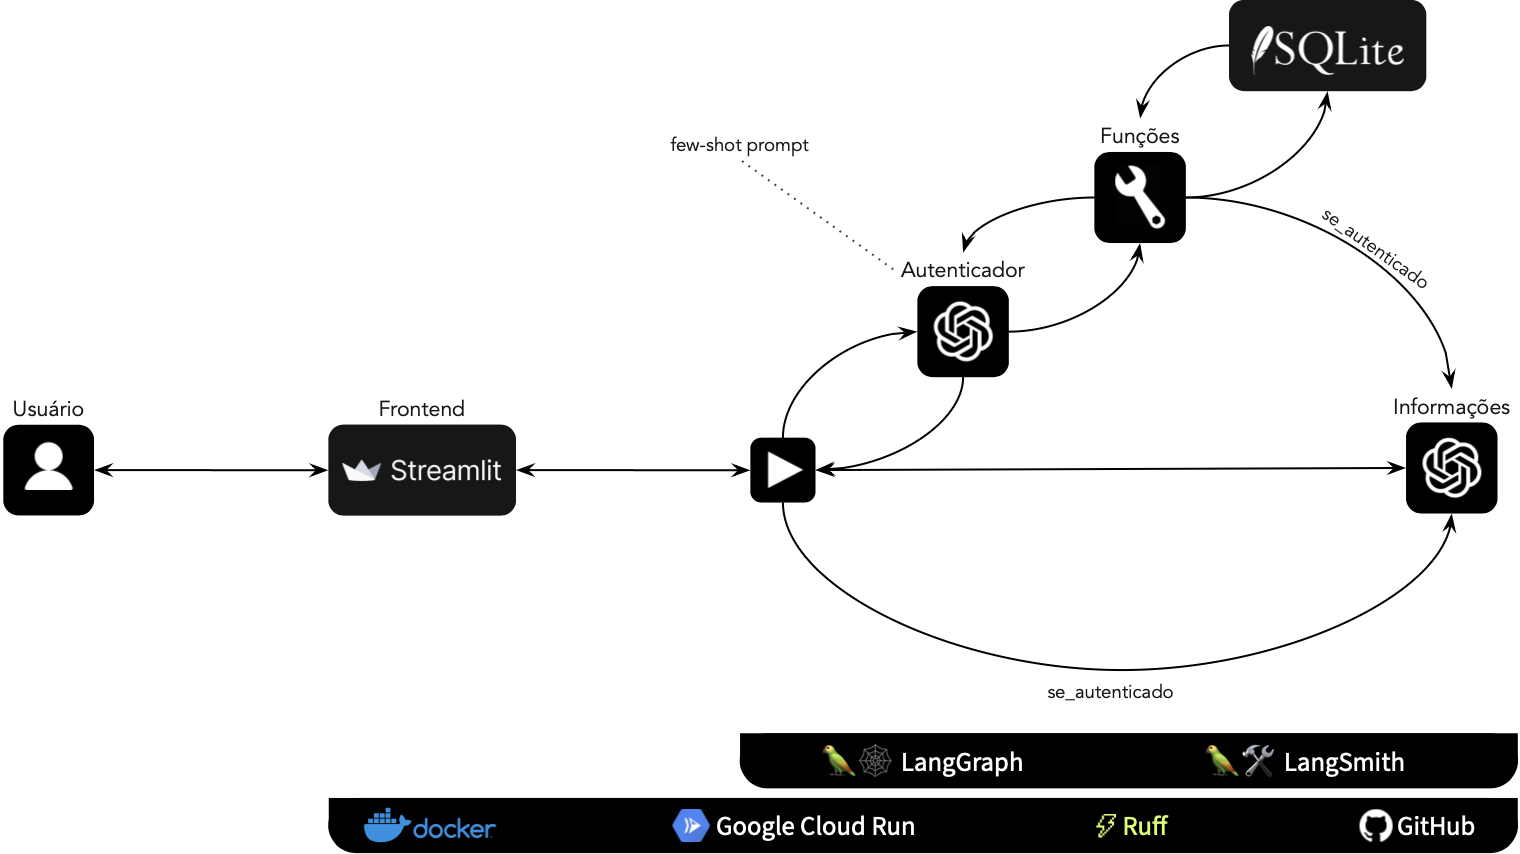 SQLite
Funções
few-shot prompt
se_autenticado
Autenticador
Usuário
Frontend
Informações
Streamlit
se_autenticado
LangGraph
LangSmith
docker
Google Cloud Run
Ruff
GitHub